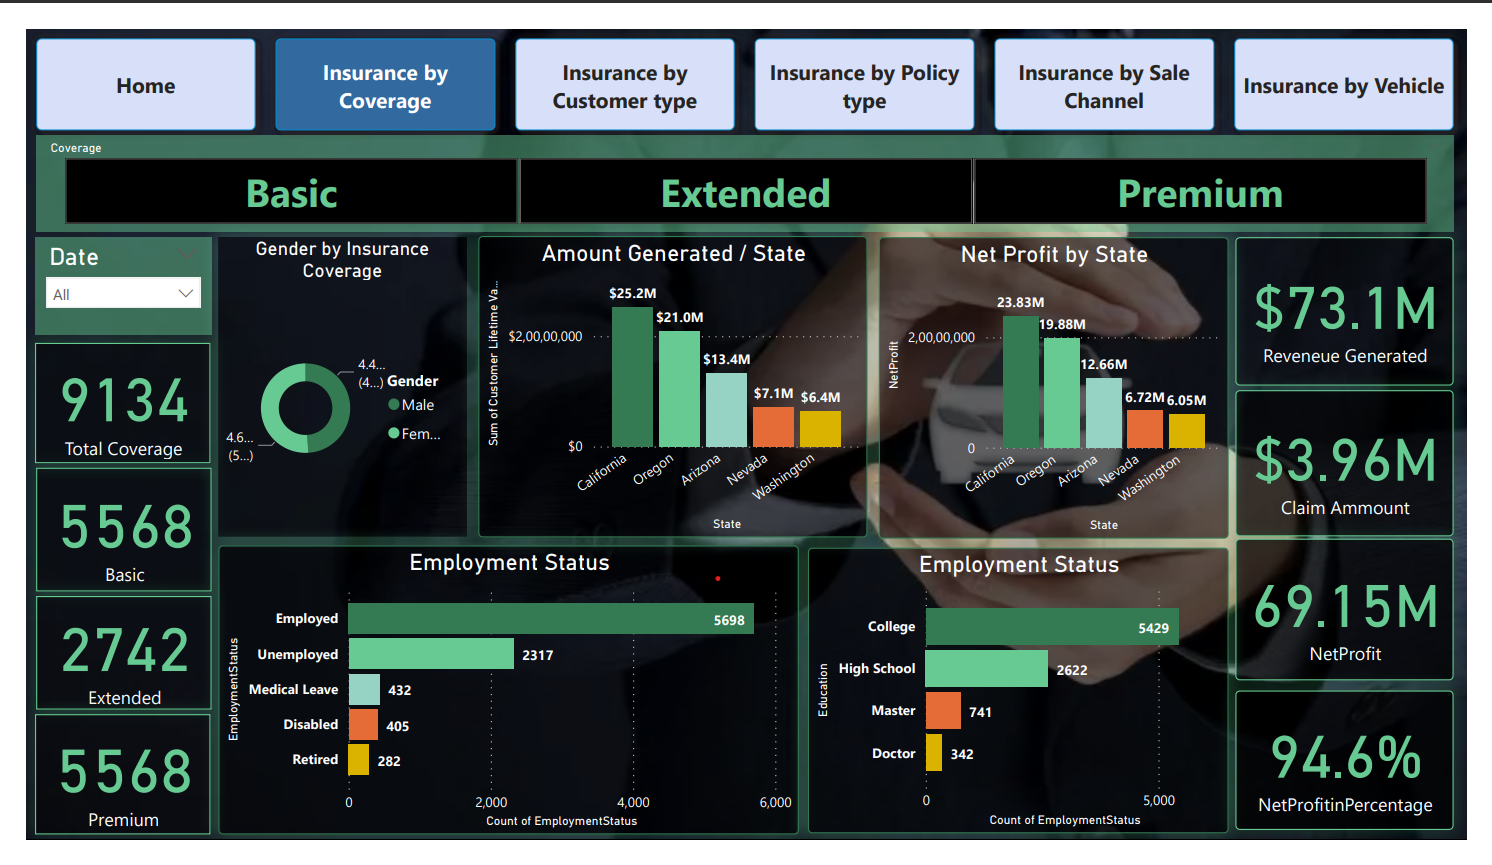 Home
Insurance by
Coverage
Insurance by
Customer type
Insurance by Policy
type
Insurance by Sale
Channel
Insurance by Vehicle
Coverage
Basic
Extended
Premium
Date
All
9134
Total Coverage
5568
Basic
2742
Extended
5568
Premium
Gender by Insurance
Coverage
4.4...
(4...)
4.6...
(5...)
Gender
Male
Fem...
Amount Generated / State
Sum of Customer Lifetime Va...
$2,00,00,000
$0
$25.2M
$21.0M
$13.4M
$7.1M
$6.4M
California
Oregon
Arizona
Nevada
Washington
State
Net Profit by State
NetProfit
2,00,00,000
0
23.83M
19.88M
12.66M
6.72M
6.05M
California
Oregon
Arizona
Nevada
Washington
State
$73.1M
Reveneue Generated
$3.96M
Claim Ammount
69.15M
NetProfit
94.6%
NetProfitinPercentage
Employment Status
EmploymentStatus
Employed
5698
Unemployed
2317
Medical Leave
432
Disabled
405
Retired
282
0
2,000
4,000
6,000
Count of EmploymentStatus
Employment Status
Education
College
5429
High School
2622
Master
741
Doctor
342
0
5,000
Count of EmploymentStatus